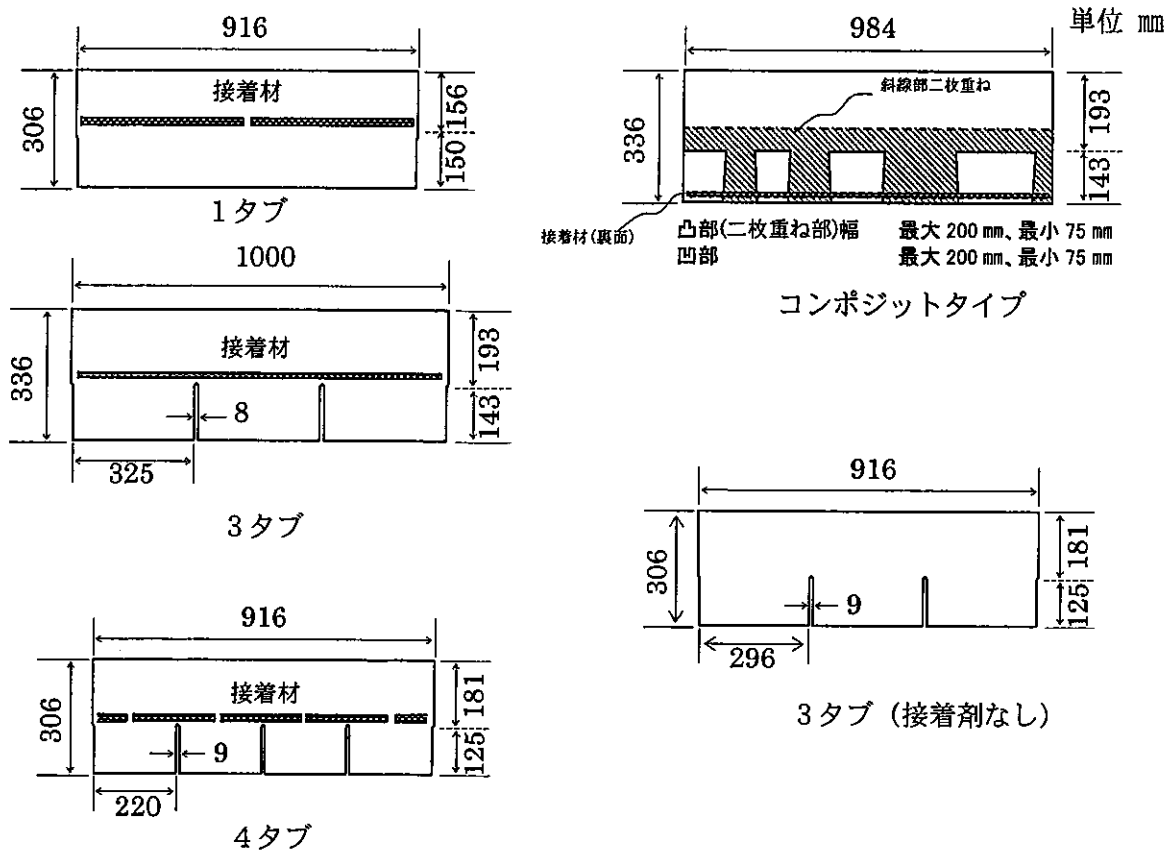 単位 mm
916
接着材
306
156
150
1タブ
984
斜線部二枚重ね
336
193
143
接着材(裏面)
凸部(二枚重ね部)幅 最大 200 mm、最小 75 mm
凹部 最大 200 mm、最小 75 mm
コンポジットタイプ
1000
接着材
336
193
143
8
325
3タブ
916
306
181
125
9
296
3タブ（接着剤なし）
916
接着材
306
181
125
9
220
4タブ